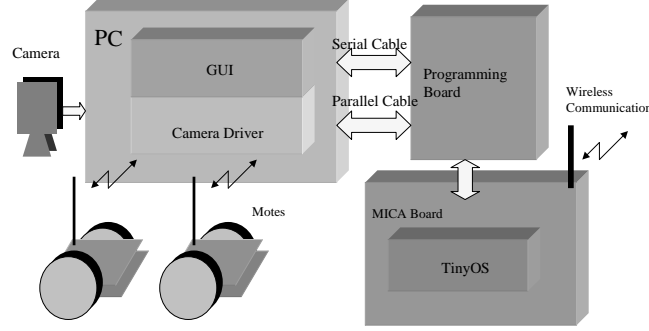 PC
Camera
Serial Cable
GUI
Programming
Board
Wireless
Communication
Parallel Cable
Camera Driver
Motes
MICA Board
TinyOS